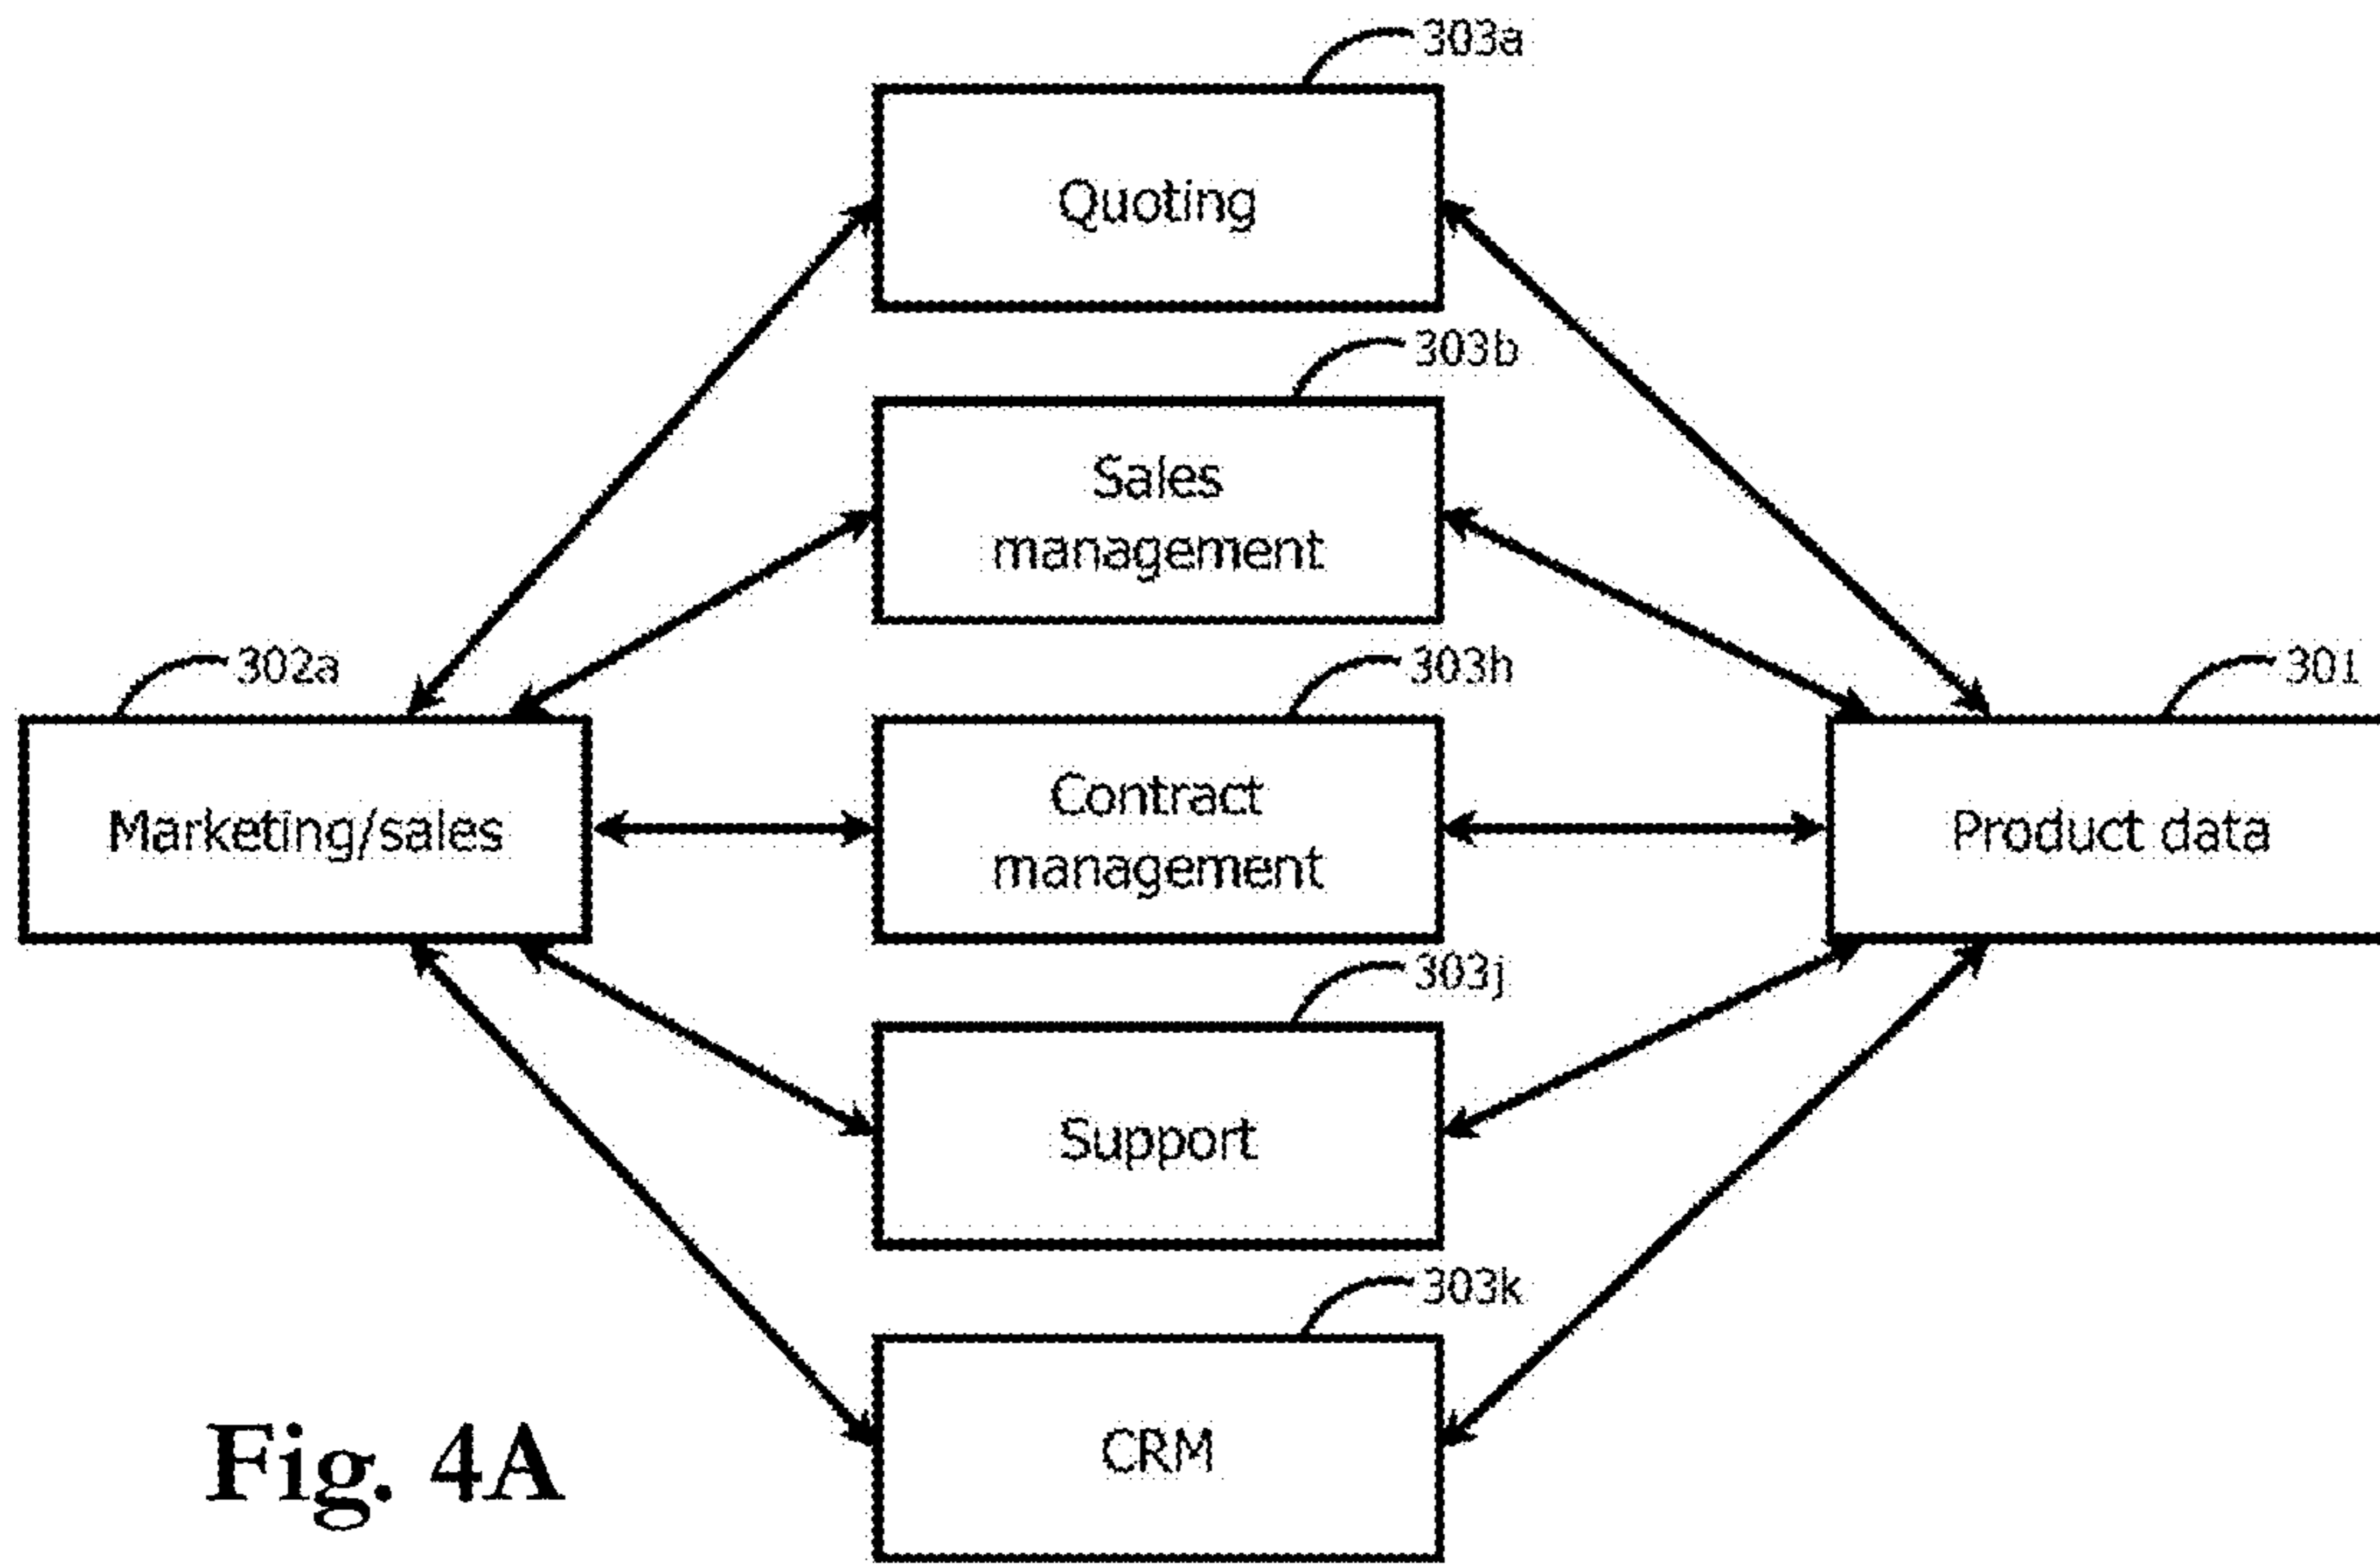 303a
Quoting
303b
Sales
management
302a
303h
301
Marketing/sales
Contract
management
Product data
303j
Support
303k
CRM
Fig. 4A